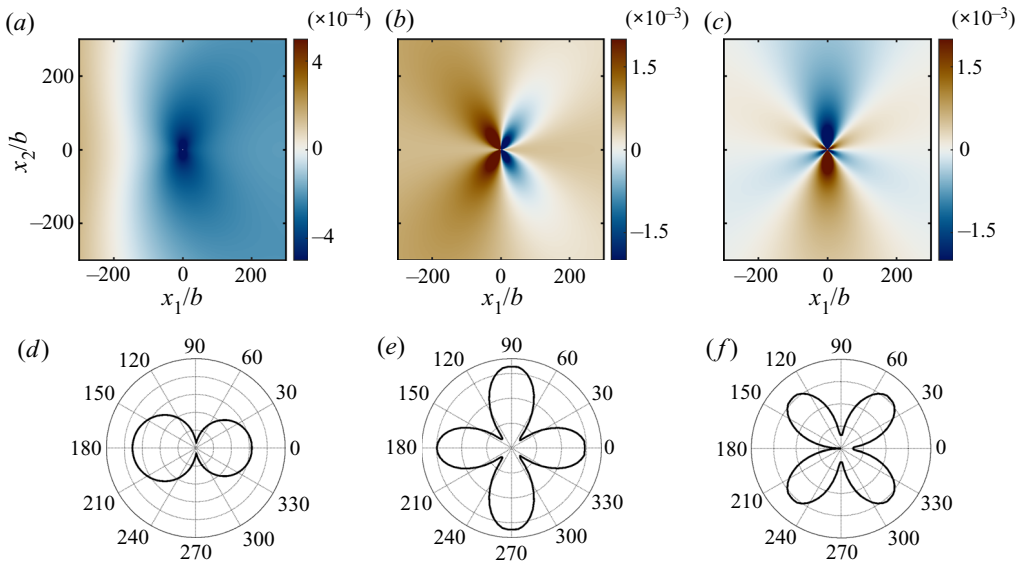 (a) (×10⁻⁴) (b) (×10⁻³) (c) (×10⁻³)
200 0 −200 x₂/b
4 0 −4
1.5 0 −1.5
1.5 0 −1.5
−200 0 200 −200 0 200 −200 0 200
x₁/b x₁/b x₁/b
(d) (e) (f)
90 60 30 0 330 300 270 240 210 180 150 120
90 60 30 0 330 300 270 240 210 180 150 120
90 60 30 0 330 300 270 240 210 180 150 120